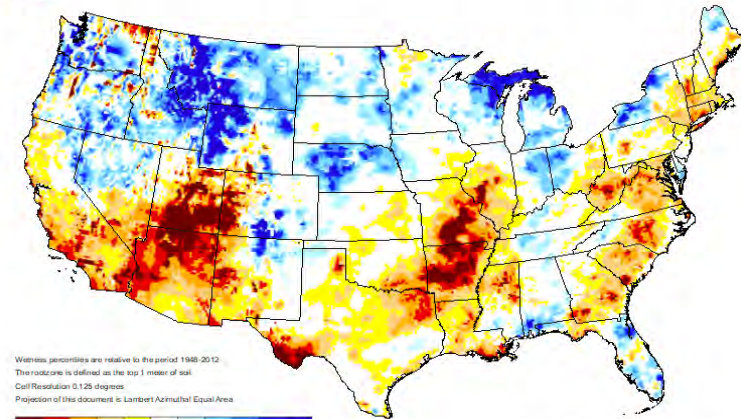 Wetness percentiles are relative to the period 1948-2012
The rootzone is defined as the top 1 meter of soil
Cell Resolution 0.125 degrees
Projection of this document is Lambert Azimuthal Equal Area